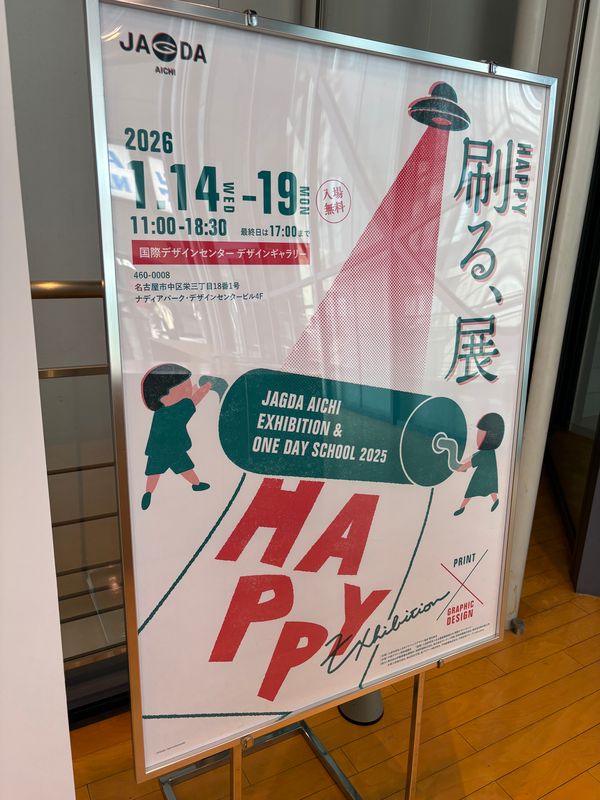 JAGDA
AICHI
2026
1.14 WED - 19 MON
入場
無料
11:00-18:30 最終日は17:00まで
国際デザインセンター デザインギャラリー
460-0008
名古屋市中区栄三丁目18番1号
ナディアパーク・デザインセンタービル4F
HAPPY
刷る、展
JAGDA AICHI
EXHIBITION &
ONE DAY SCHOOL 2025
HAPPY
Exhibition
PRINT
GRAPHIC
DESIGN